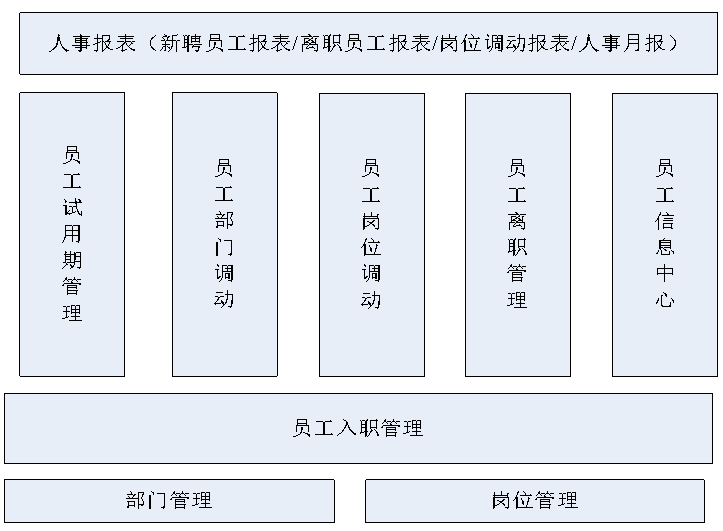 人事报表（新聘员工报表/离职员工报表/岗位调动报表/人事月报）
员工试用期管理
员工部门调动
员工岗位调动
员工离职管理
员工信息中心
员工入职管理
部门管理
岗位管理